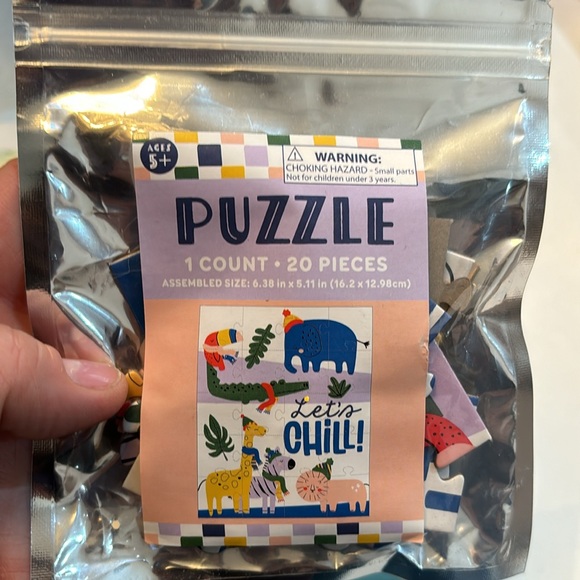 AGES
5+
WARNING:
CHOKING HAZARD - Small parts
Not for children under 3 years.
PUZZLE
1 COUNT • 20 PIECES
ASSEMBLED SIZE: 6.38 in x 5.11 in (16.2 x 12.98cm)
Let's
CHILL!